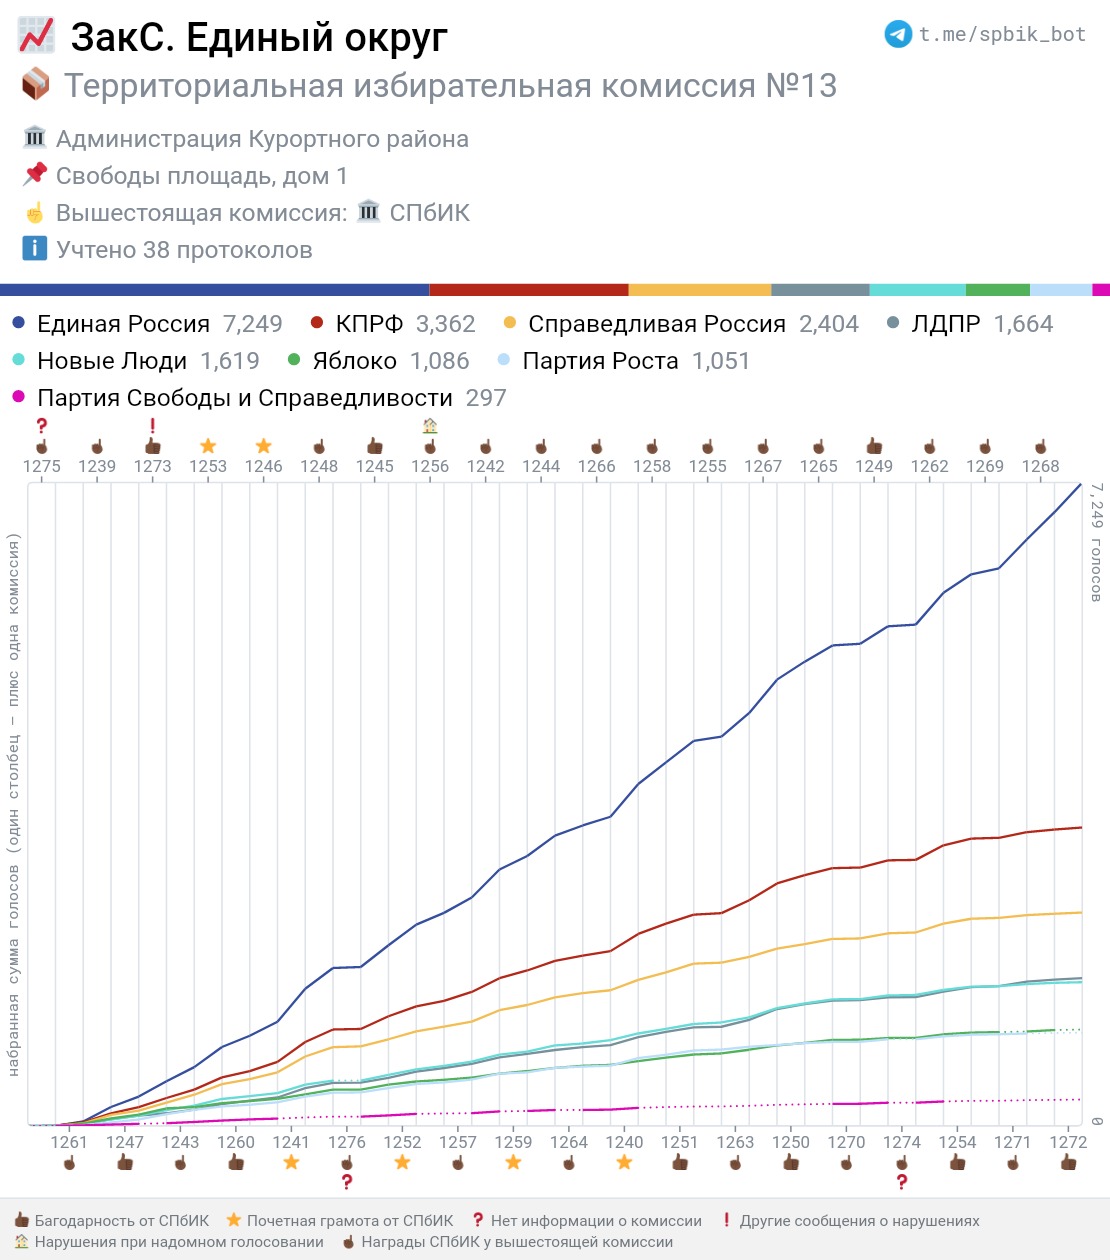 ЗакС. Единый округ
t.me/spbik_bot
Территориальная избирательная комиссия №13
Администрация Курортного района
Свободы площадь, дом 1
Вышестоящая комиссия: СПбИК
Учтено 38 протоколов
Единая Россия 7,249 КПРФ 3,362 Справедливая Россия 2,404 ЛДПР 1,664
Новые Люди 1,619 Яблоко 1,086 Партия Роста 1,051
Партия Свободы и Справедливости 297
1275 1239 1273 1253 1246 1248 1245 1256 1242 1244 1266 1258 1255 1267 1265 1249 1262 1269 1268
набранная сумма голосов (один столбец – плюс одна комиссия)
7,249 голосов
0
1261 1247 1243 1260 1241 1276 1252 1257 1259 1264 1240 1251 1263 1250 1270 1274 1254 1271 1272
Багодарность от СПбИК Почетная грамота от СПбИК Нет информации о комиссии Другие сообщения о нарушениях
Нарушения при надомном голосовании Награды СПбИК у вышестоящей комиссии